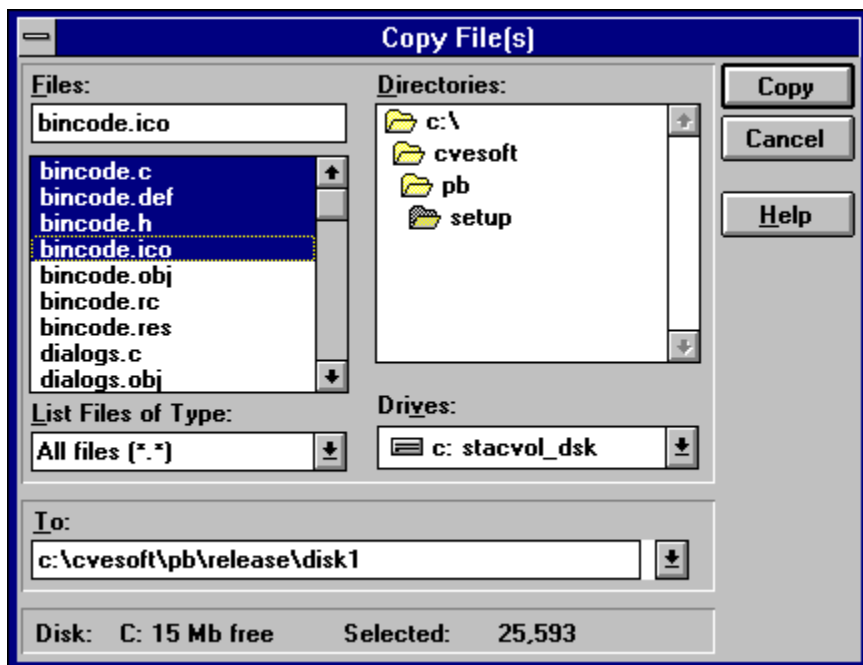 Copy File(s)
Files:
bincode.ico
bincode.c
bincode.def
bincode.h
bincode.ico
bincode.obj
bincode.rc
bincode.res
dialogs.c
dialogs.obj
List Files of Type:
All files (*.*)
Directories:
c:\
cvesoft
pb
setup
Drives:
c: stacvol_dsk
Copy
Cancel
Help
To:
c:\cvesoft\pb\release\disk1
Disk: C: 15 Mb free Selected: 25,593